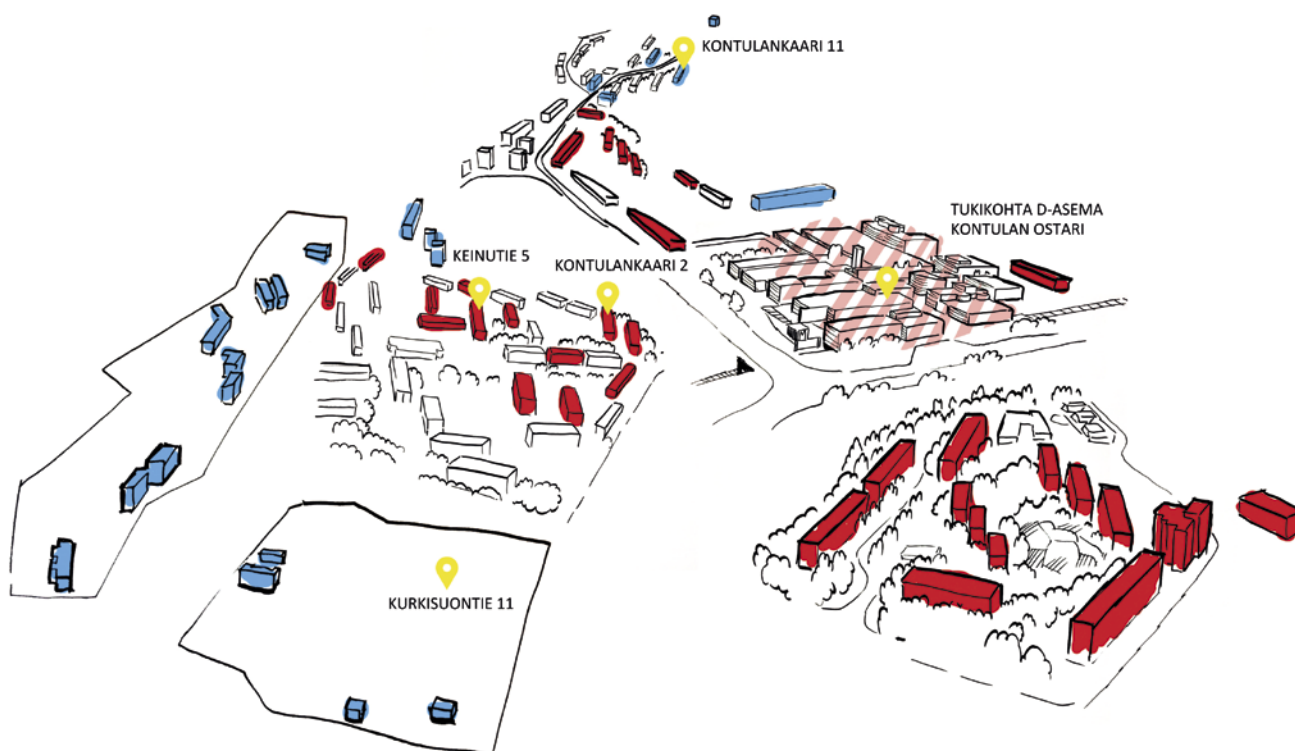 KONTULANKAARI 11
TUKIKOHTA D-ASEMA
KONTULAN OSTARI
KEINUTIE 5
KONTULANKAARI 2
KURKISUONTIE 11